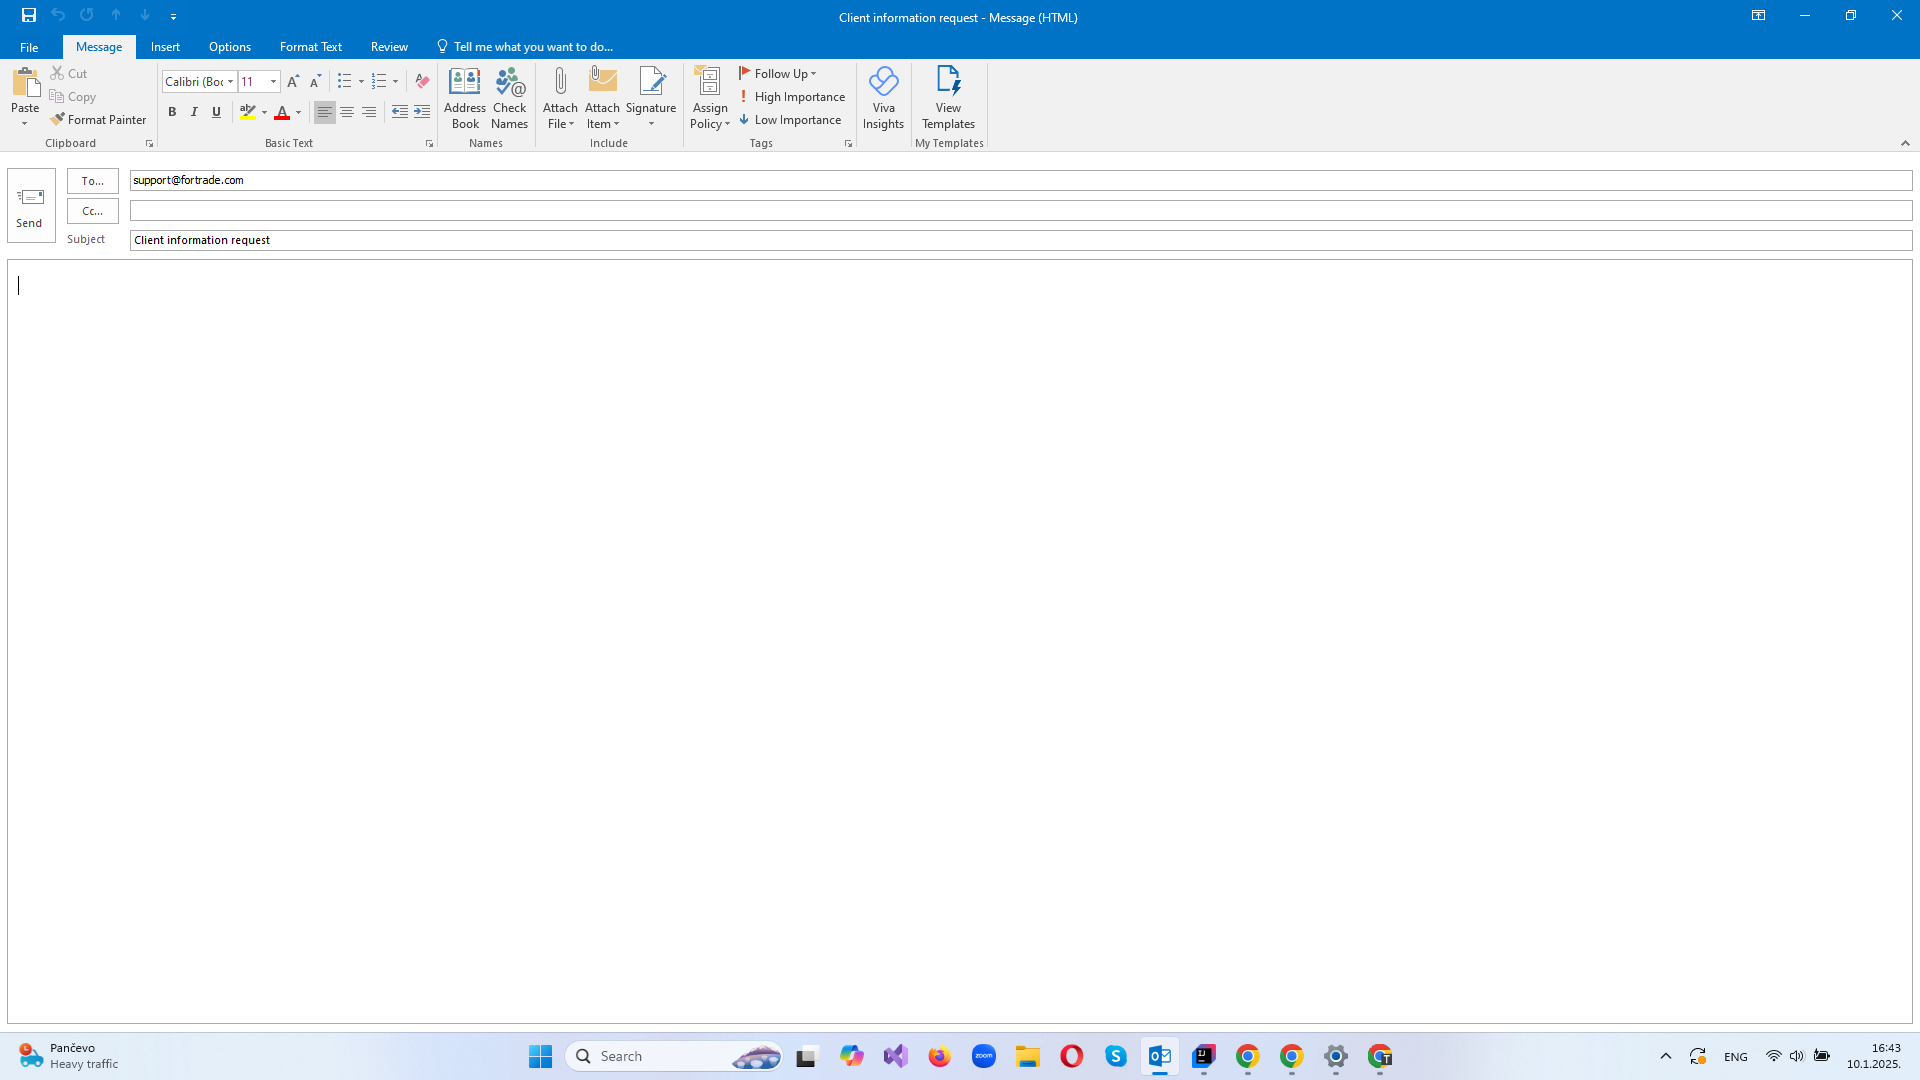 Client information request - Message (HTML)
File Message Insert Options Format Text Review Tell me what you want to do...
Paste
Cut
Copy
Format Painter
Clipboard
Calibri (Boc 11
B I U
Basic Text
Address Book
Check Names
Names
Attach File
Attach Item
Signature
Include
Assign Policy
Follow Up
High Importance
Low Importance
Tags
Viva Insights
View Templates
My Templates
Send
To... support@fortrade.com
Cc...
Subject Client information request
Pančevo
Heavy traffic
Search
zoom
ENG
16:43
10.1.2025.